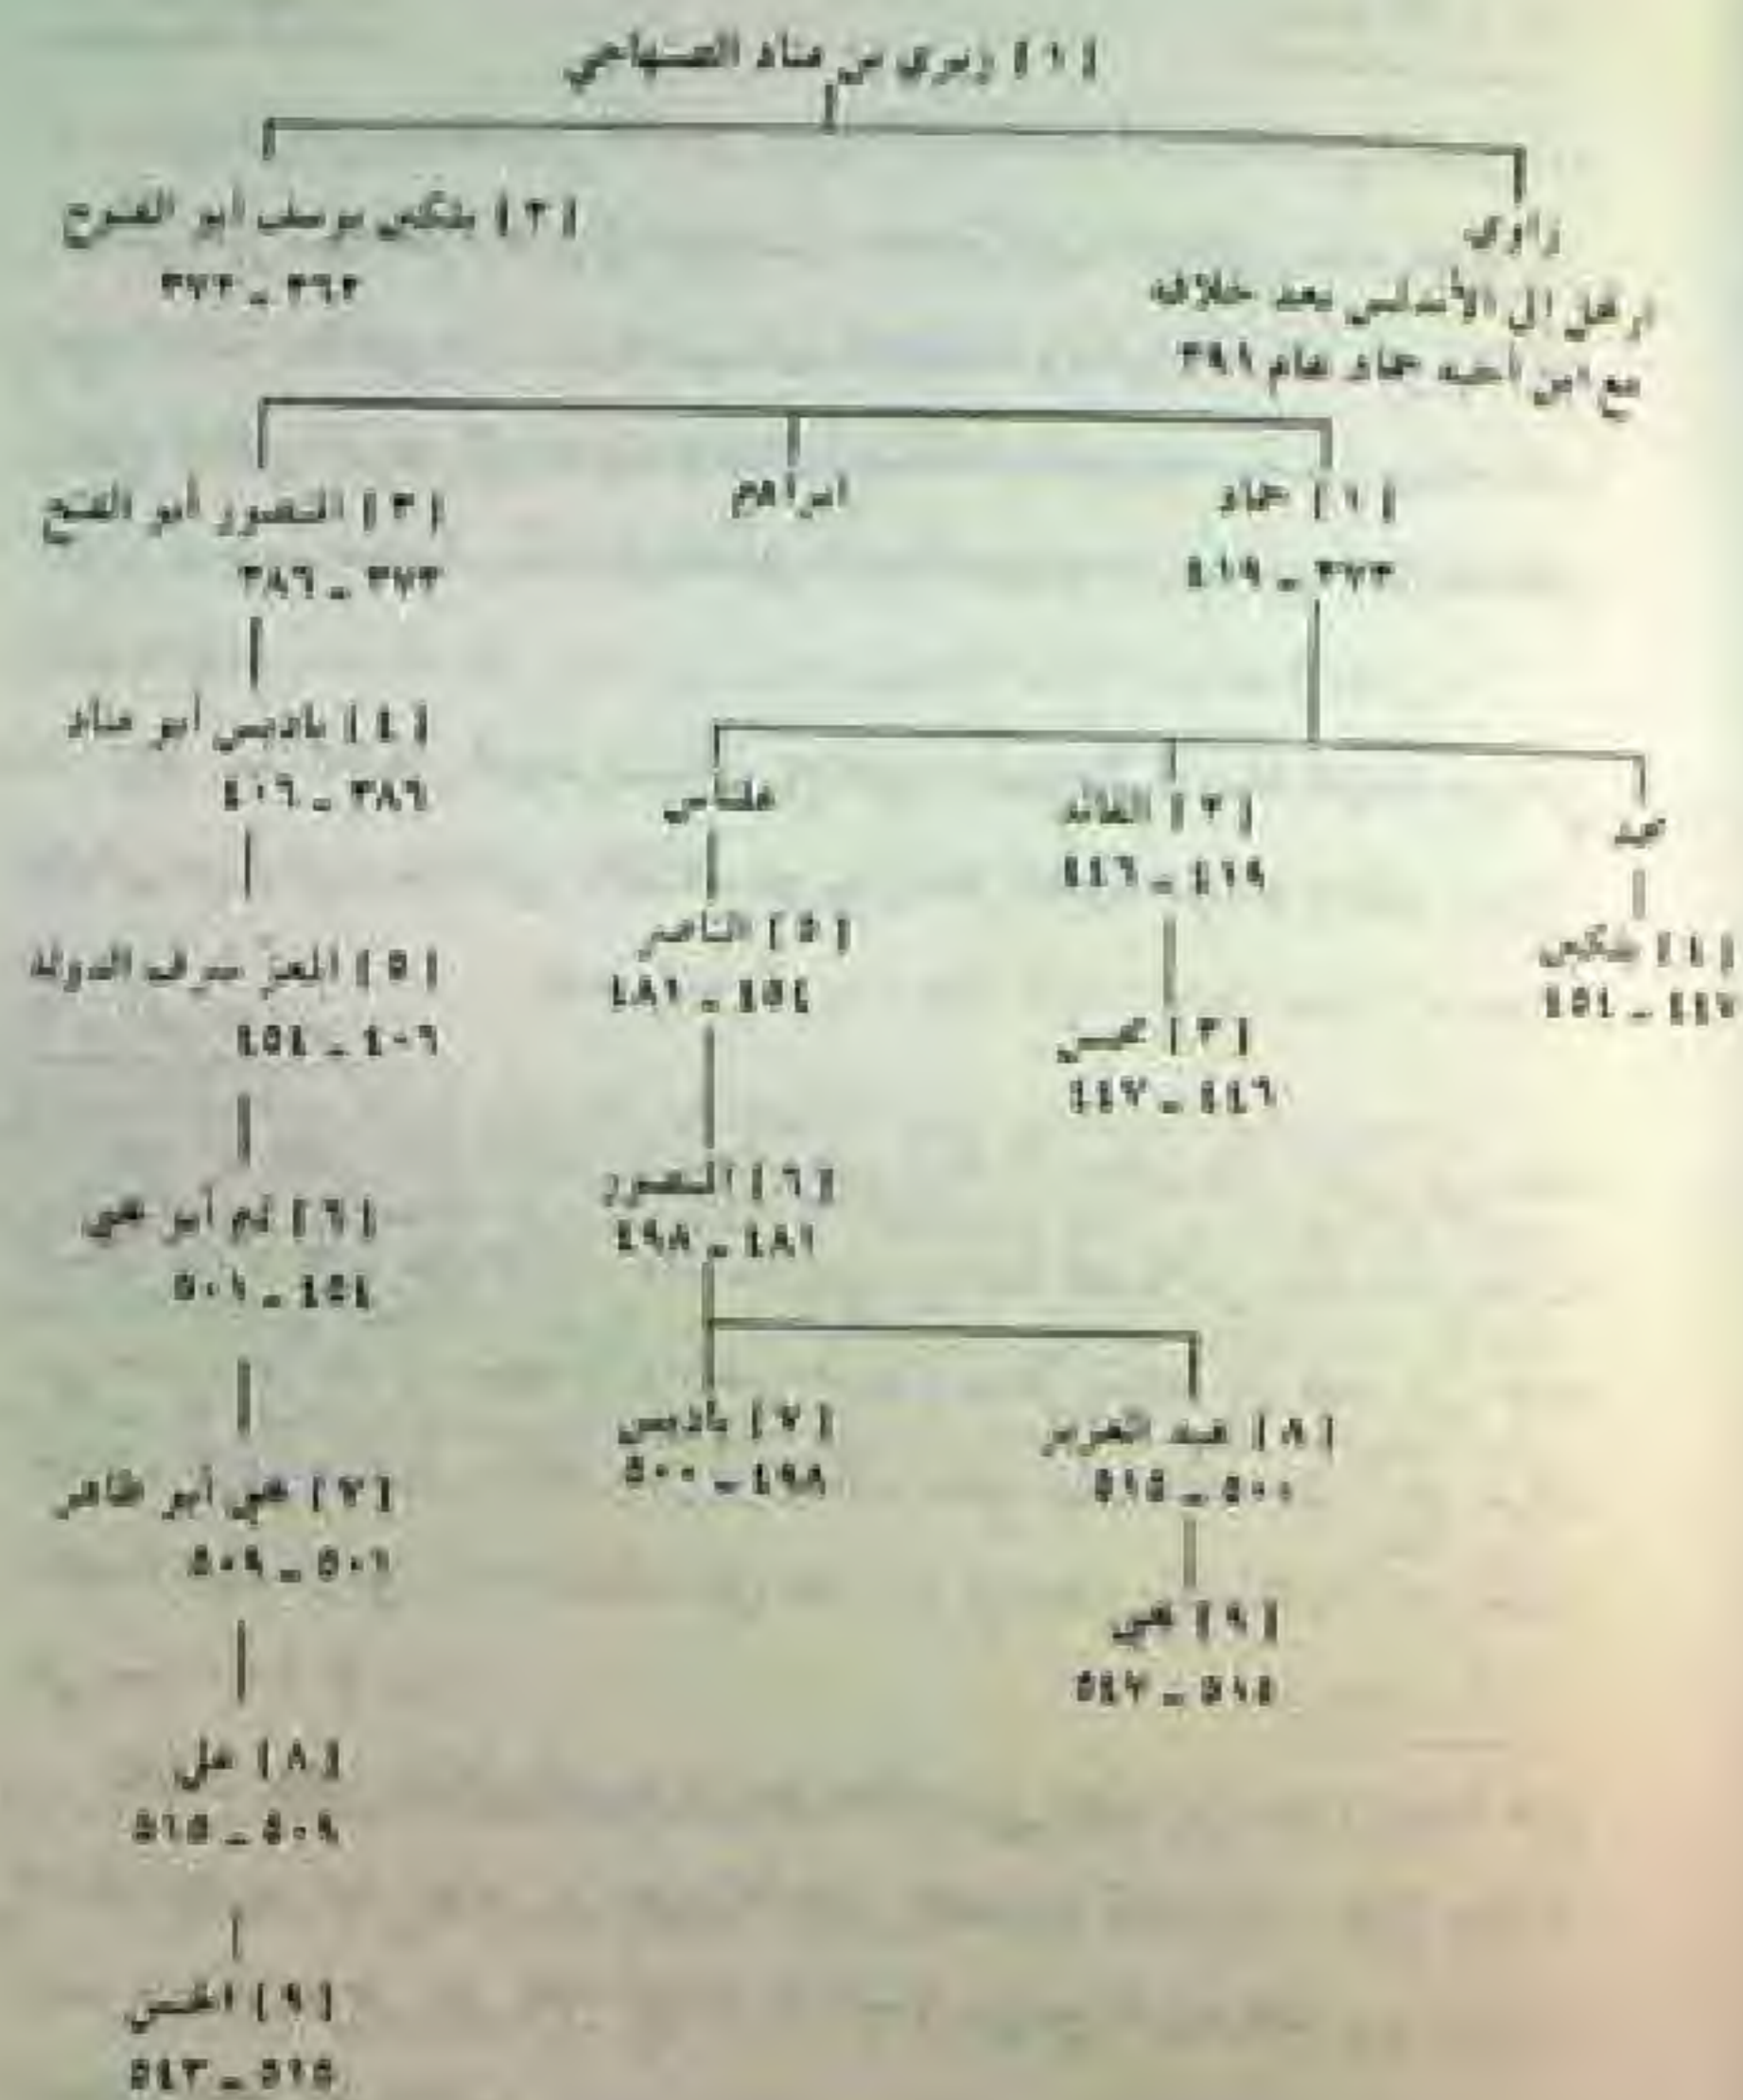 [ ١ ] زيري بن مناد الصنهاجي
زاوي
ارتحل الى الأندلس بعد خلافه
مع ابن أخيه حماد عام ٣٩١
[ ٢ ] بلكين يوسف أبو الفتوح
٣٦٢ ـ ٣٧٣
[ ١ ] حماد
٣٧٣ ـ ٤١٩
ابراهيم
[ ٣ ] المنصور أبو الفتح
٣٧٣ ـ ٣٨٦
[ ٤ ] باديس أبو مناد
٣٨٦ ـ ٤٠٦
محمد
[ ٢ ] القائد
٤١٩ ـ ٤٤٦
علناس
[ ٤ ] بلكين
٤٤٧ ـ ٤٥٤
[ ٥ ] الناصر
٤٥٤ ـ ٤٨١
[ ٥ ] المعز شرف الدولة
٤٠٦ ـ ٤٥٤
[ ٣ ] محسن
٤٤٦ ـ ٤٤٧
[ ٦ ] المنصور
٤٨١ ـ ٤٩٨
[ ٦ ] تميم أبو يحيى
٤٥٤ ـ ٥٠١
[ ٨ ] عبد العزيز
٥٠٠ ـ ٥١٥
[ ٧ ] باديس
٤٩٨ ـ ٥٠٠
[ ٧ ] يحيى أبو طاهر
٥٠١ ـ ٥٠٩
[ ٩ ] يحيى
٥١٥ ـ ٥٤٧
[ ٨ ] علي
٥٠٩ ـ ٥١٥
[ ٩ ] الحسن
٥١٥ ـ ٥٤٣